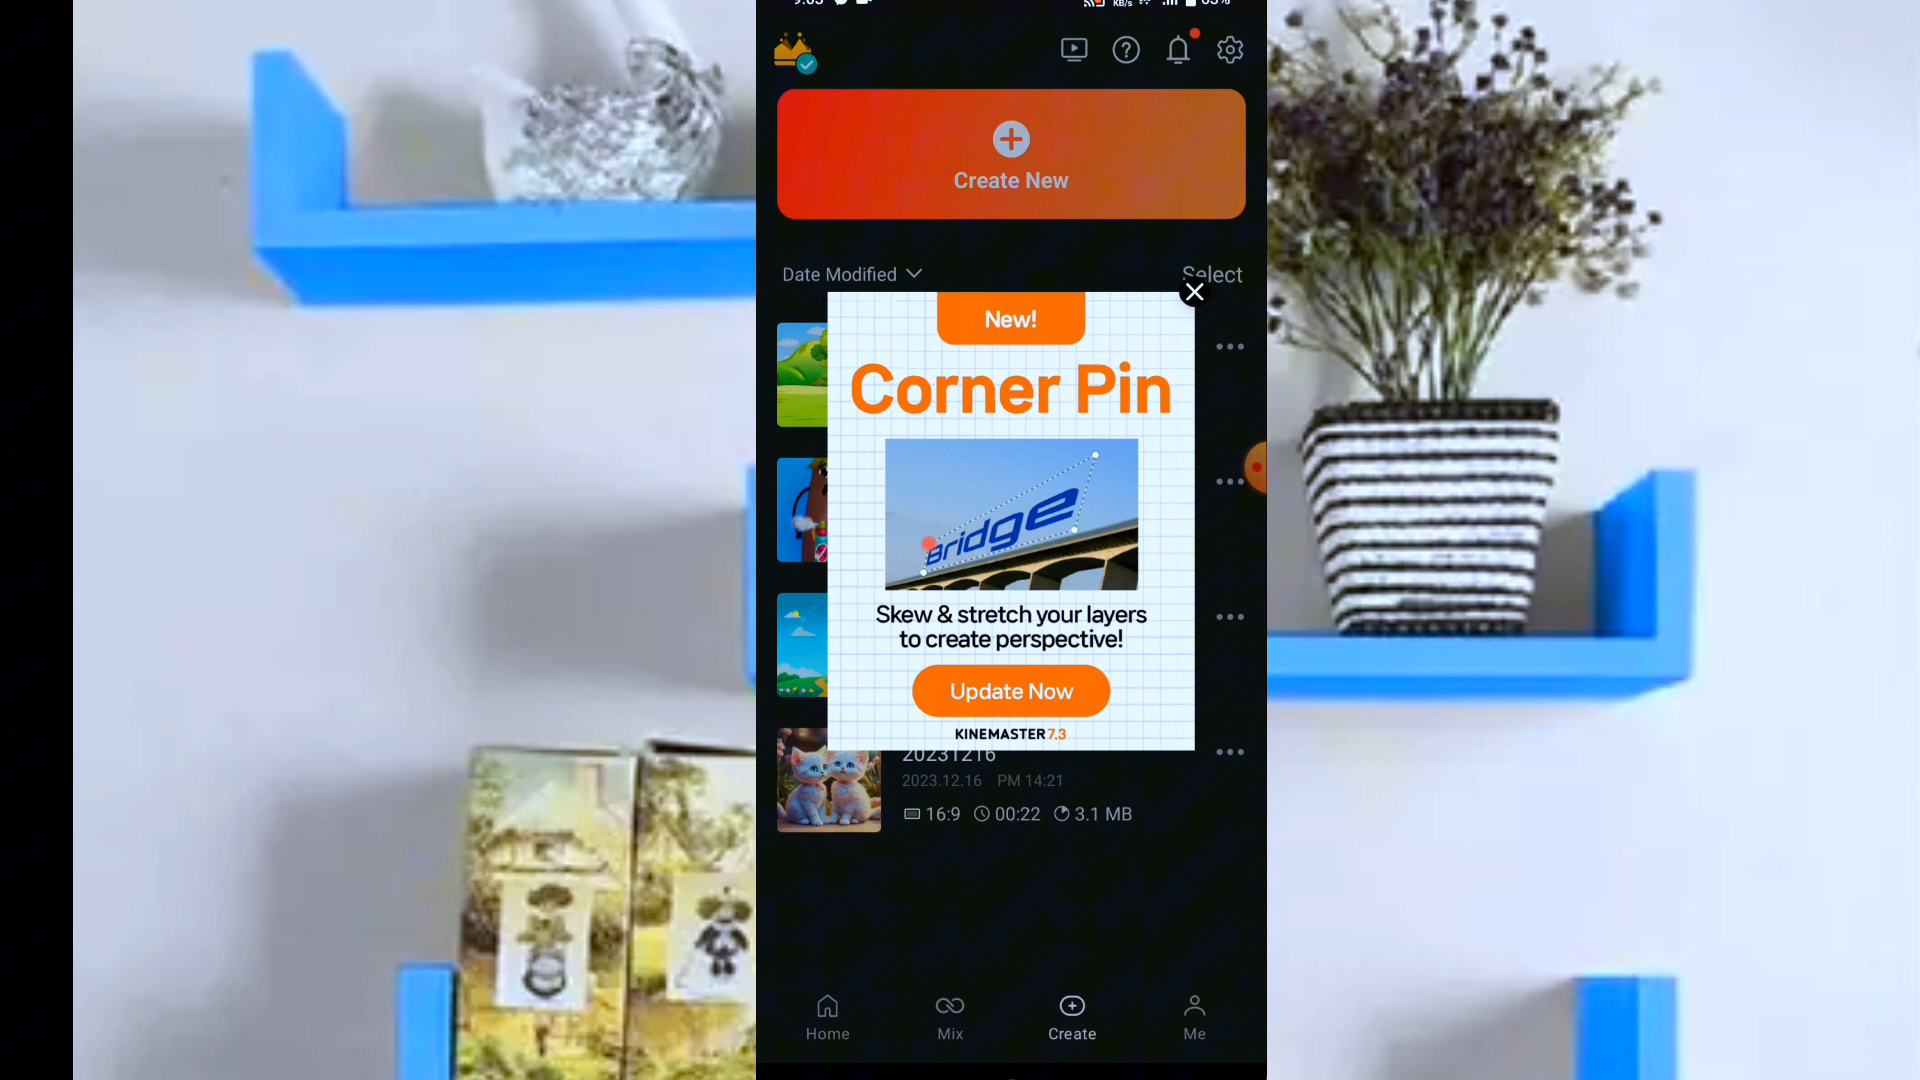 Create New
Date Modified
Select
New!
Corner Pin
Bridge
Skew & stretch your layers
to create perspective!
Update Now
KINEMASTER 7.3
20231216
2023.12.16 PM 14:21
16:9 00:22 3.1 MB
Home
Mix
Create
Me